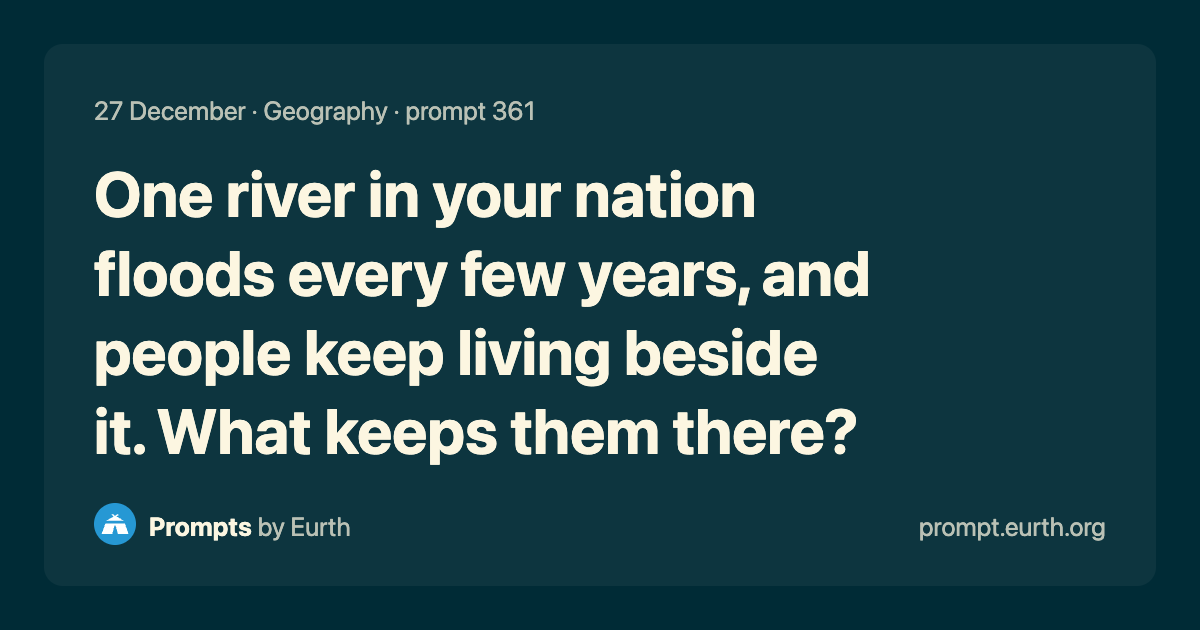 27 December · Geography · prompt 361
One river in your nation
floods every few years, and
people keep living beside
it. What keeps them there?
Prompts by Eurth
prompt.eurth.org